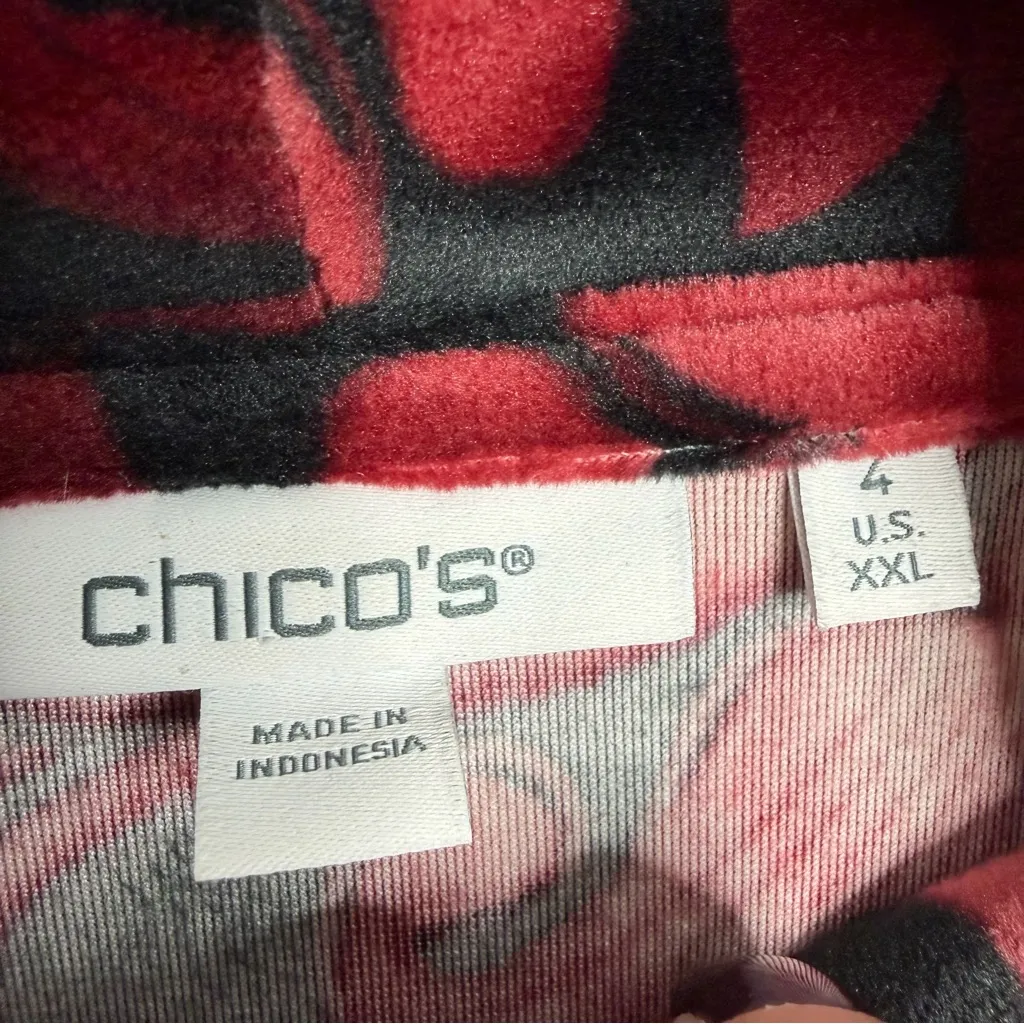 chico's®
MADE IN
INDONESIA
4
U.S.
XXL